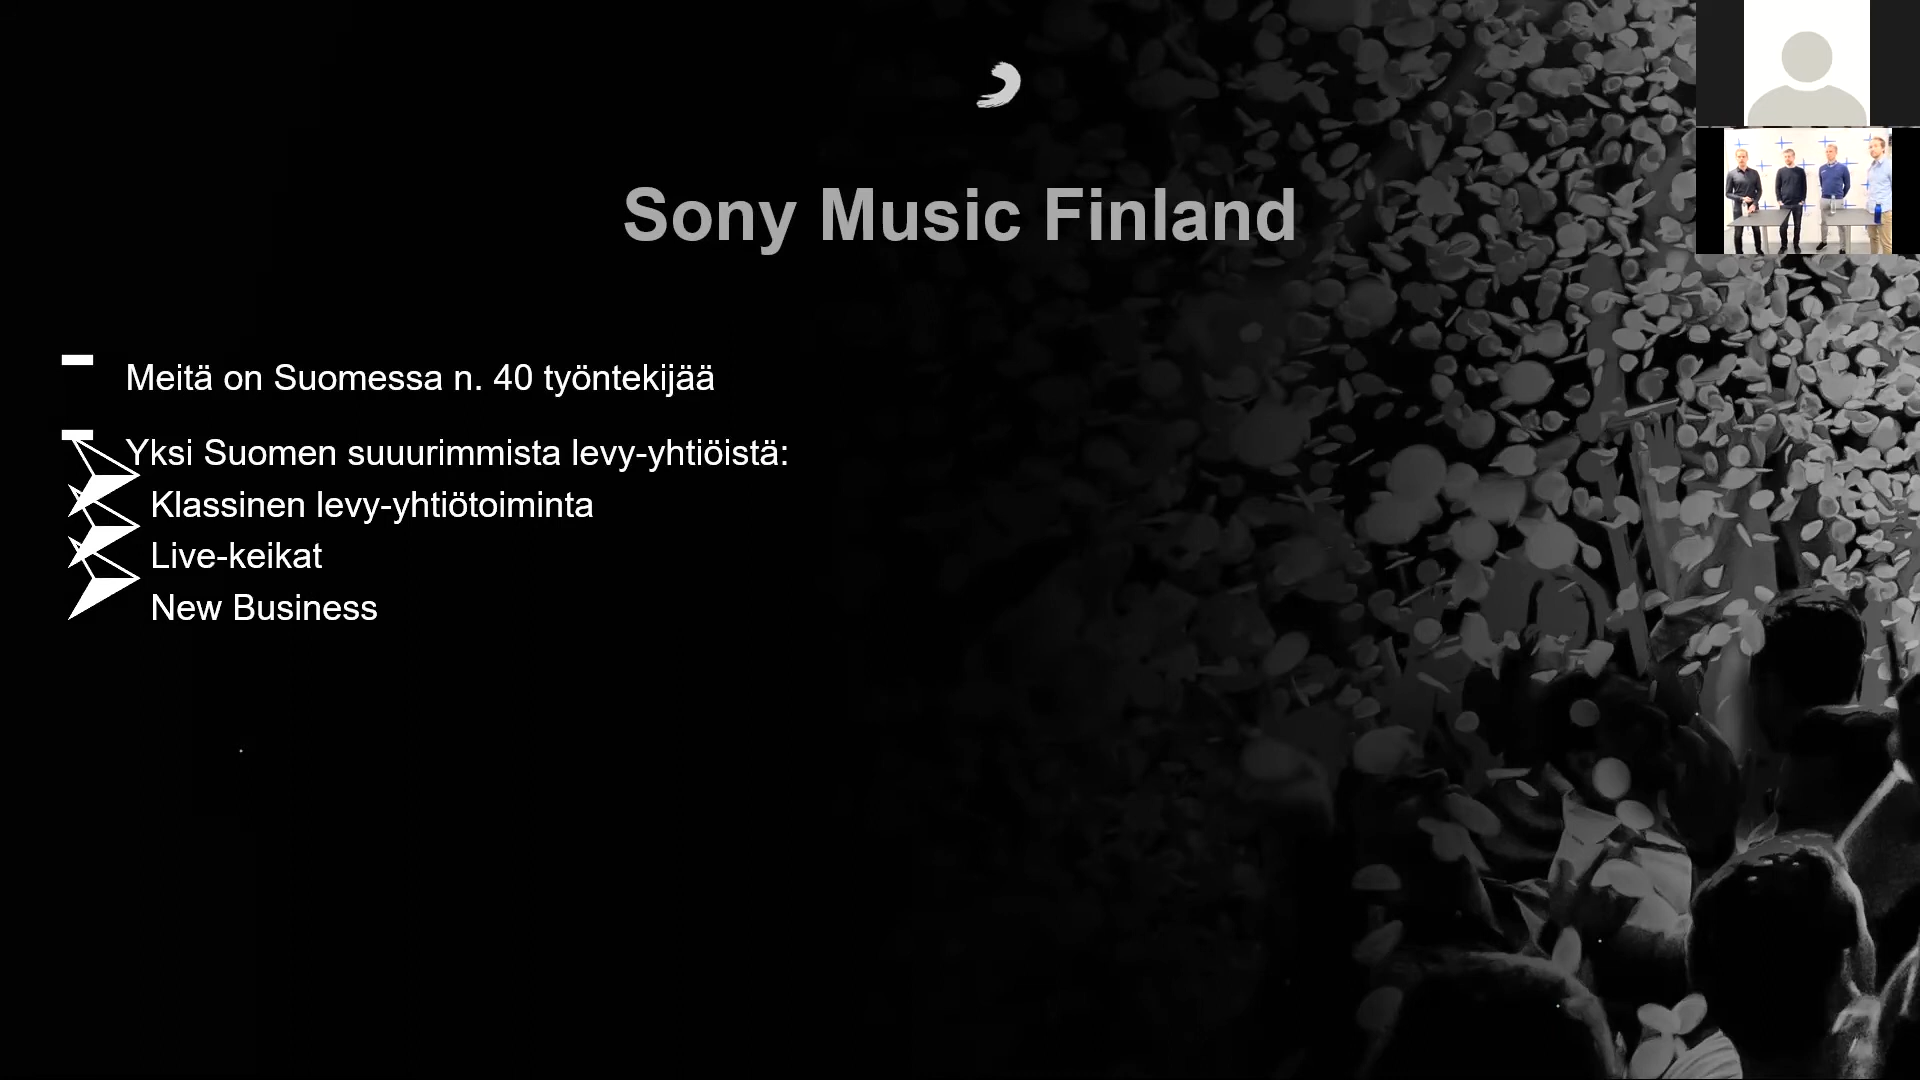 Sony Music Finland
Meitä on Suomessa n. 40 työntekijää
Yksi Suomen suuurimmista levy-yhtiöistä:
Klassinen levy-yhtiötoiminta
Live-keikat
New Business